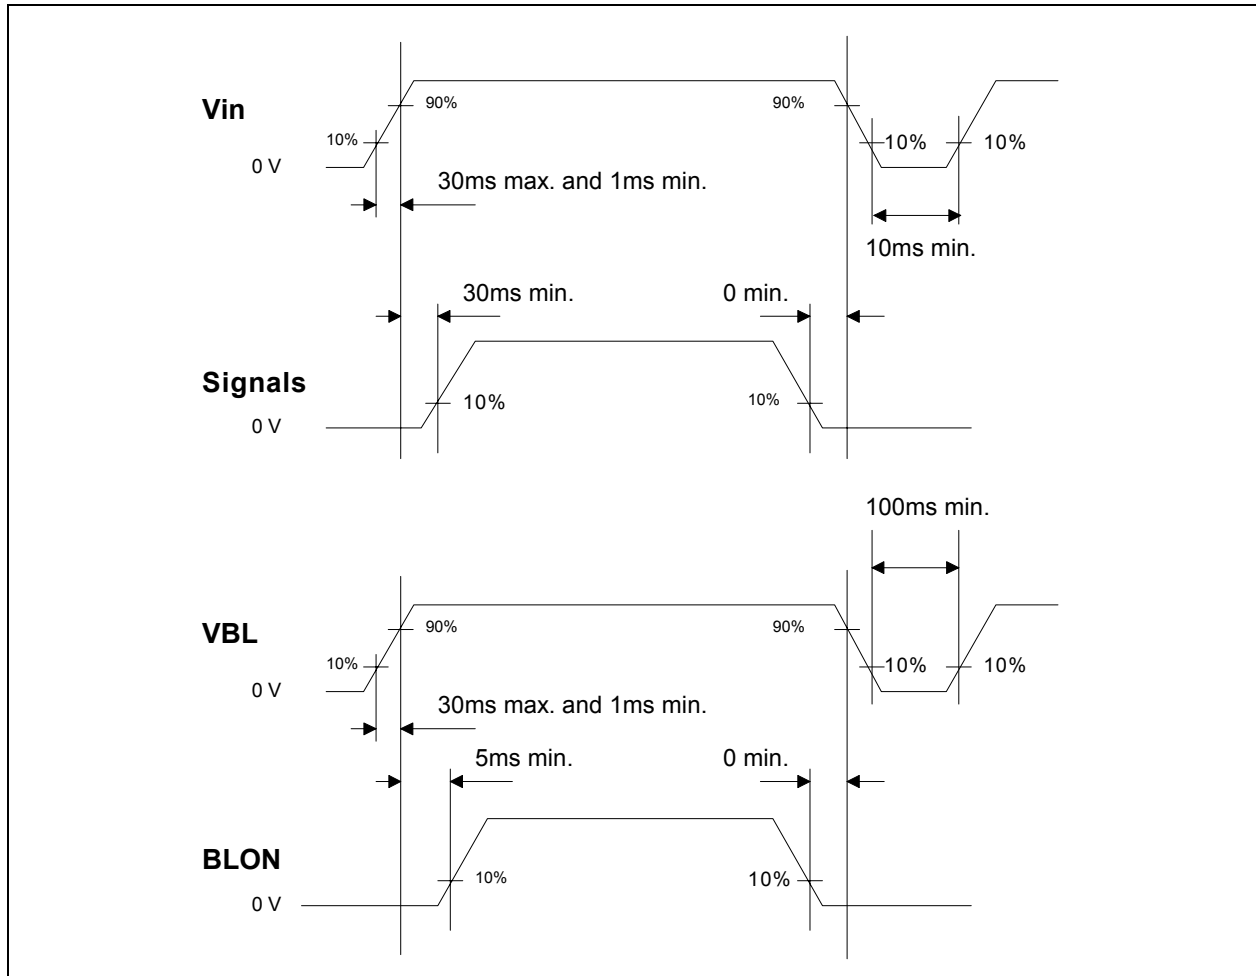 Vin
90%
90%
10%
10%
10%
0 V
30ms max. and 1ms min.
10ms min.
30ms min.
0 min.
Signals
10%
10%
0 V
100ms min.
VBL
90%
90%
10%
10%
10%
0 V
30ms max. and 1ms min.
5ms min.
0 min.
BLON
10%
10%
0 V